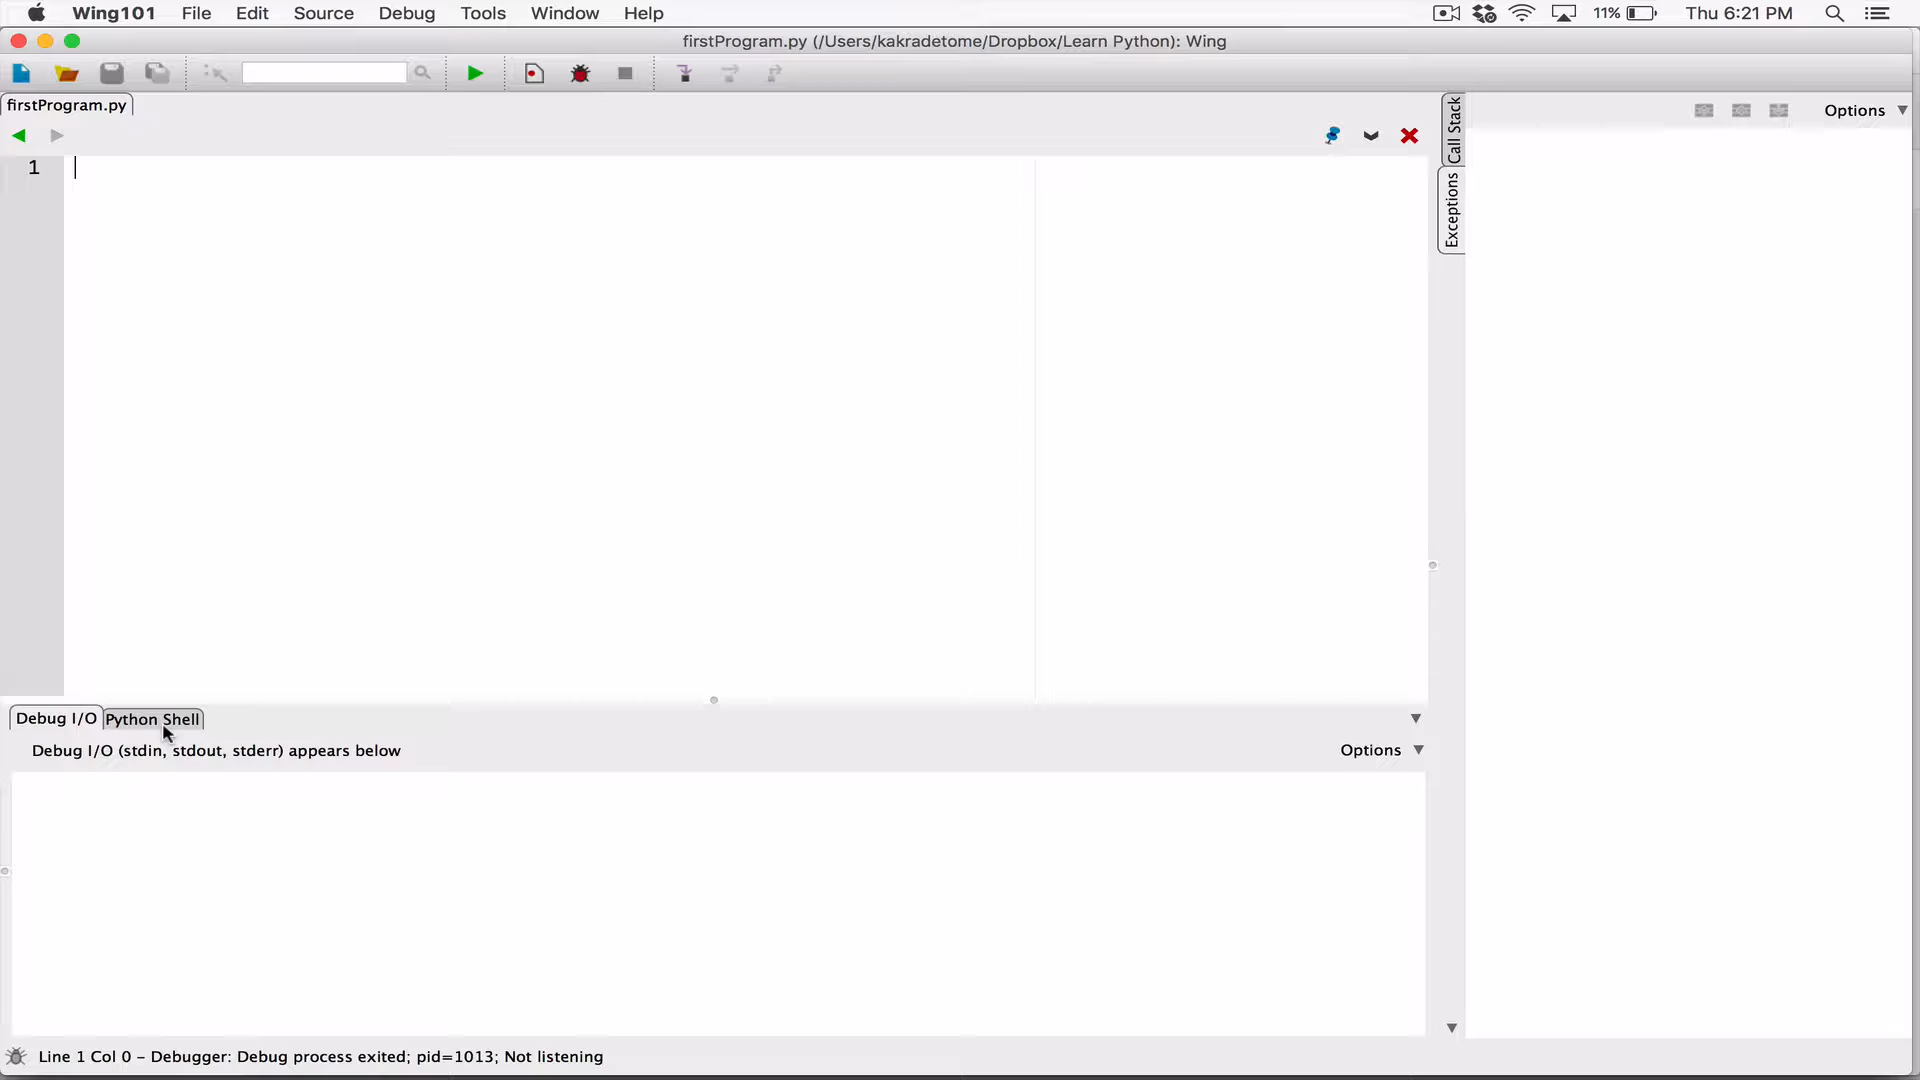 Wing101 File Edit Source Debug Tools Window Help 11% Thu 6:21 PM
firstProgram.py (/Users/kakradetome/Dropbox/Learn Python): Wing
firstProgram.py
Options
Call Stack
Exceptions
1
Debug I/O Python Shell
Debug I/O (stdin, stdout, stderr) appears below
Options
Line 1 Col 0 – Debugger: Debug process exited; pid=1013; Not listening